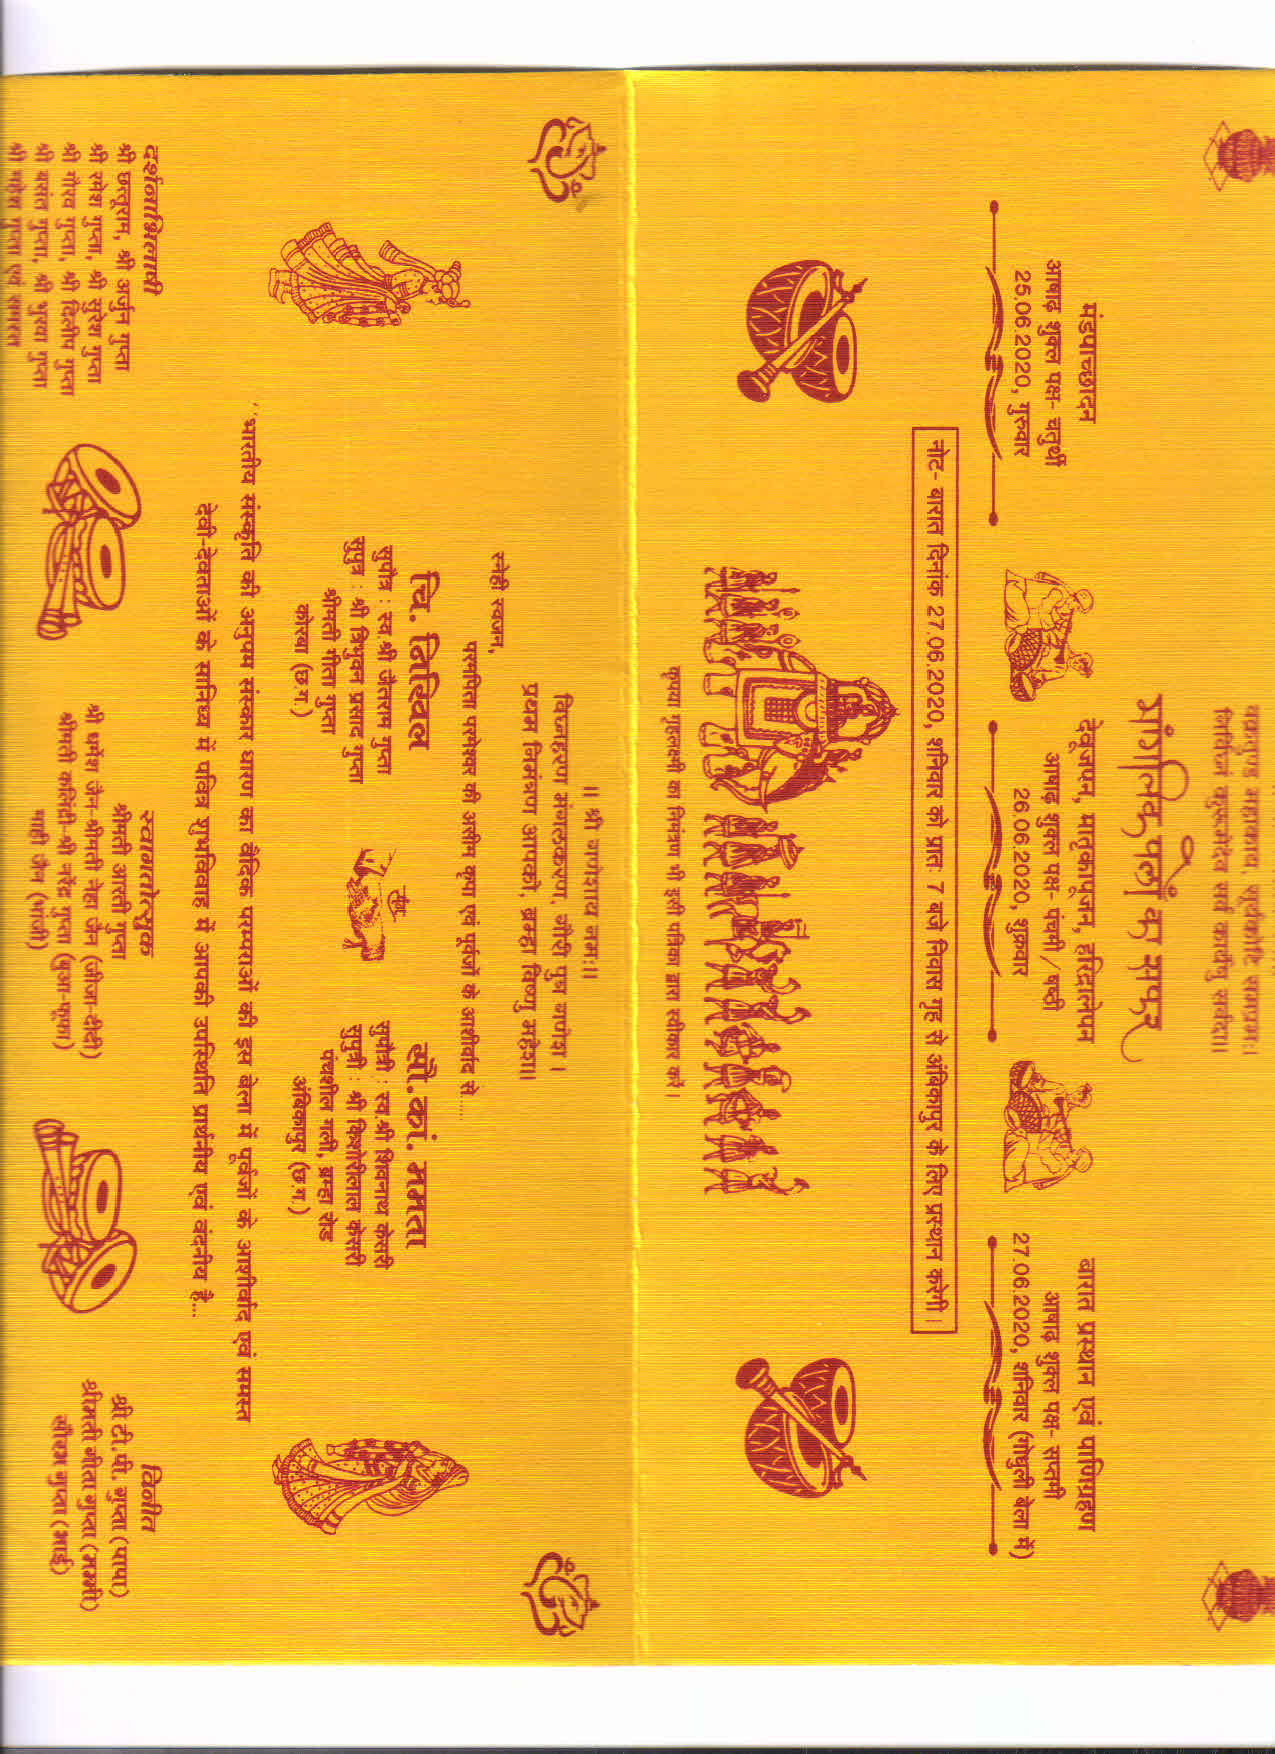 वक्रतुण्ड महाकाय, सूर्यकोटि समप्रभः।
निर्विघ्नं कुरूमेदेव सर्व कार्येषु सर्वदा॥
मांगलिक पलों का सफर
मंडपाच्छादन
आषाढ़ शुक्ल पक्ष- चतुर्थी
25.06.2020, गुरुवार
देवूजपन, मातृकापूजन, हरिद्रालेपन
आषाढ़ शुक्ल पक्ष- पंचमी / षष्ठी
26.06.2020, शुक्रवार
बारात प्रस्थान एवं पाणिग्रहण
आषाढ़ शुक्ल पक्ष- सप्तमी
27.06.2020, शनिवार (गोधुली बेला में)
नोट- बारात दिनांक 27.06.2020, शनिवार को प्रातः 7 बजे निवास गृह से अंबिकापुर के लिए प्रस्थान करेगी।
कृपया गृहलक्ष्मी का निमंत्रण भी इसी पत्रिका द्वारा स्वीकार करें।
॥ श्री गणेशाय नमः॥
विघ्नहरण मंगलकरण, गौरी पुत्र गणेश।
प्रथम निमंत्रण आपको, ब्रम्हा विष्णु महेश॥
स्नेही स्वजन,
परमपिता परमेश्वर की असीम कृपा एवं पूर्वजों के आशीर्वाद से......
चि. निखिल
सुपौत्र : स्व.श्री जैतराम गुप्ता
सुपुत्र : श्री त्रिभुवन प्रसाद गुप्ता
श्रीमती गीता गुप्ता
कोरबा (छ.ग.)
संग
सौ.कां. ममता
सुपौत्री : स्व.श्री शिवनाथ केसरी
सुपुत्री : श्री किशोरीलाल केसरी
पंचशील गली, ब्रम्हा रोड
अंबिकापुर (छ.ग.)
"भारतीय संस्कृति की अनुपम संस्कार धारण का वैदिक परम्पराओं की इस बेला में पूर्वजों के आशीर्वाद एवं समस्त
देवी-देवताओं के सानिध्य में पवित्र शुभविवाह में आपकी उपस्थिति प्रार्थनीय एवं वंदनीय है...
दर्शनाभिलाषी
श्री छत्तूराम, श्री अर्जुन गुप्ता
श्री रमेश गुप्ता, श्री सुरेश गुप्ता
श्री गौरव गुप्ता, श्री दिलीप गुप्ता
श्री बसंत गुप्ता, श्री भुरवा गुप्ता
श्री महेश गुप्ता एवं समस्त
स्वागतोत्सुक
श्रीमती आरती गुप्ता
श्री धर्मेश जैन-श्रीमती नेहा जैन (जीजा-दीदी)
श्रीमती कलिंद्री-श्री नरेंद्र गुप्ता (बुआ-फूफा)
माही जैन (भांजी)
विनीत
श्री टी.पी. गुप्ता (पापा)
श्रीमती गीता गुप्ता (मम्मी)
सौरभ गुप्ता (भाई)